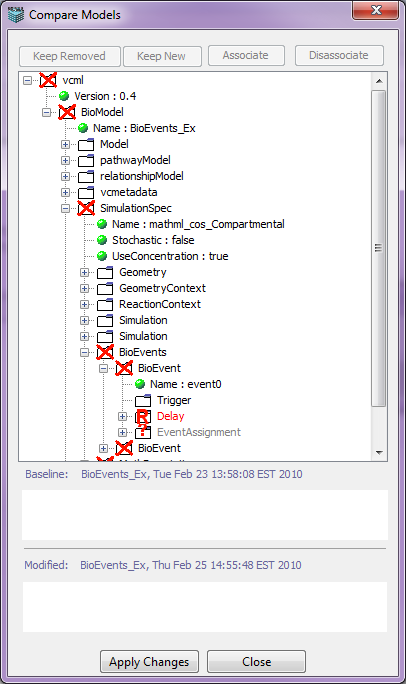 Compare Models
Keep Removed Keep New Associate Disassociate
vcml
Version : 0.4
BioModel
Name : BioEvents_Ex
Model
pathwayModel
relationshipModel
vcmetadata
SimulationSpec
Name : mathml_cos_Compartmental
Stochastic : false
UseConcentration : true
Geometry
GeometryContext
ReactionContext
Simulation
Simulation
BioEvents
BioEvent
Name : event0
Trigger
R Delay
? EventAssignment
BioEvent
Baseline: BioEvents_Ex, Tue Feb 23 13:58:08 EST 2010
Modified: BioEvents_Ex, Thu Feb 25 14:55:48 EST 2010
Apply Changes Close